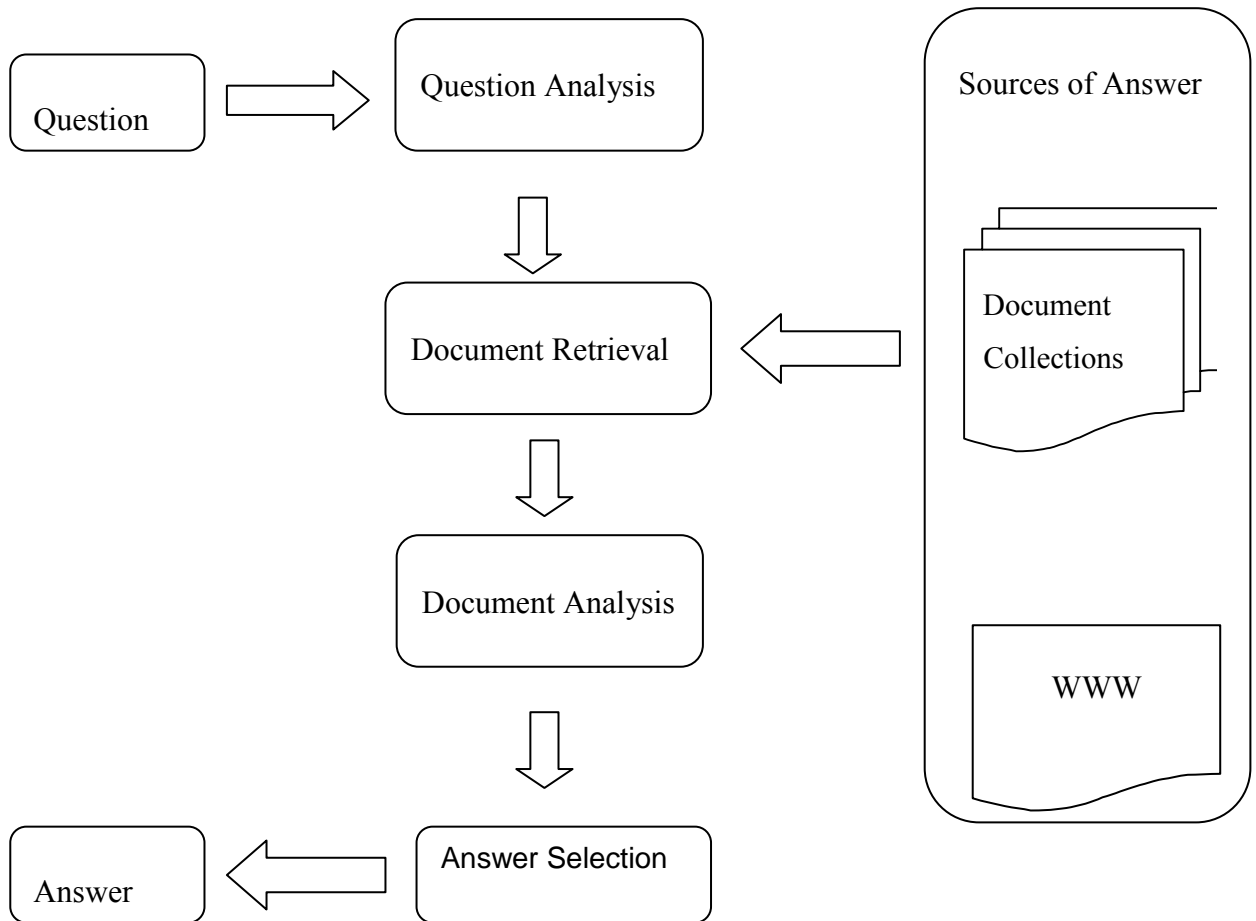 Question
Question Analysis
Sources of Answer
Document Retrieval
Document
Collections
Document Analysis
WWW
Answer Selection
Answer